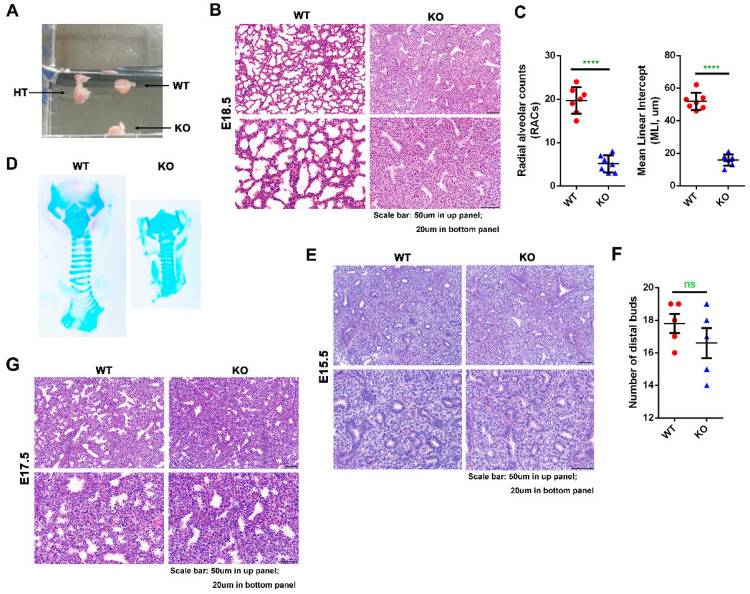 A
HT
WT
KO
B
WT
KO
E18.5
Scale bar: 50um in up panel;
20um in bottom panel
C
Radial alveolar counts
(RACs)
30
20
10
0
****
WT
KO
Mean Linear Intercept
(MLI, um)
80
60
40
20
0
****
WT
KO
D
WT
KO
E
WT
KO
E15.5
Scale bar: 50um in up panel;
20um in bottom panel
F
Number of distal buds
20
18
16
14
12
ns
WT
KO
G
WT
KO
E17.5
Scale bar: 50um in up panel;
20um in bottom panel